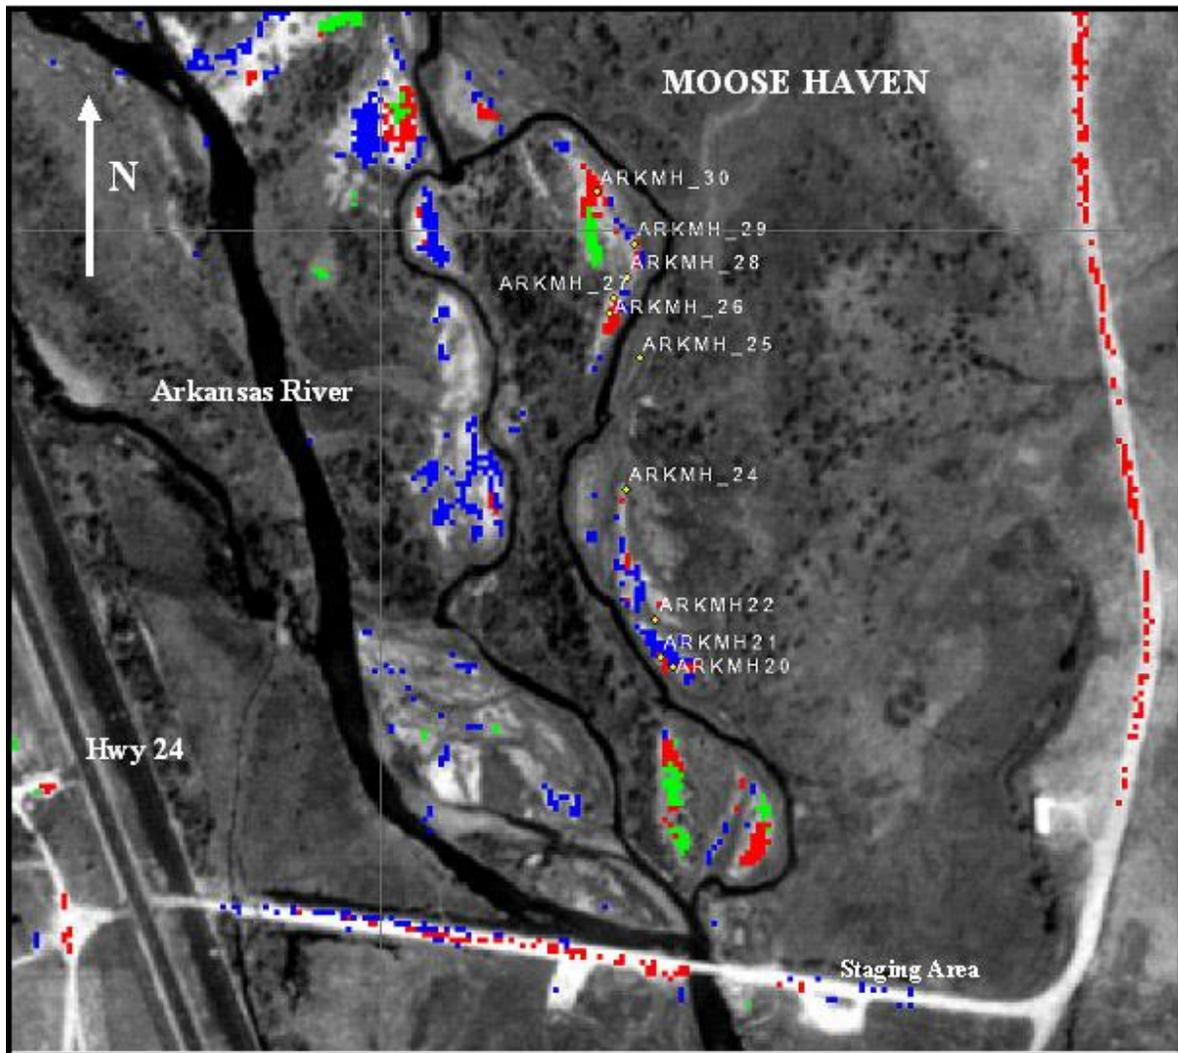 MOOSE HAVEN
N
ARKMH_30
ARKMH_29
ARKMH_28
ARKMH_27
ARKMH_26
ARKMH_25
Arkansas River
ARKMH_24
ARKMH22
ARKMH21
ARKMH20
Hwy 24
Staging Area